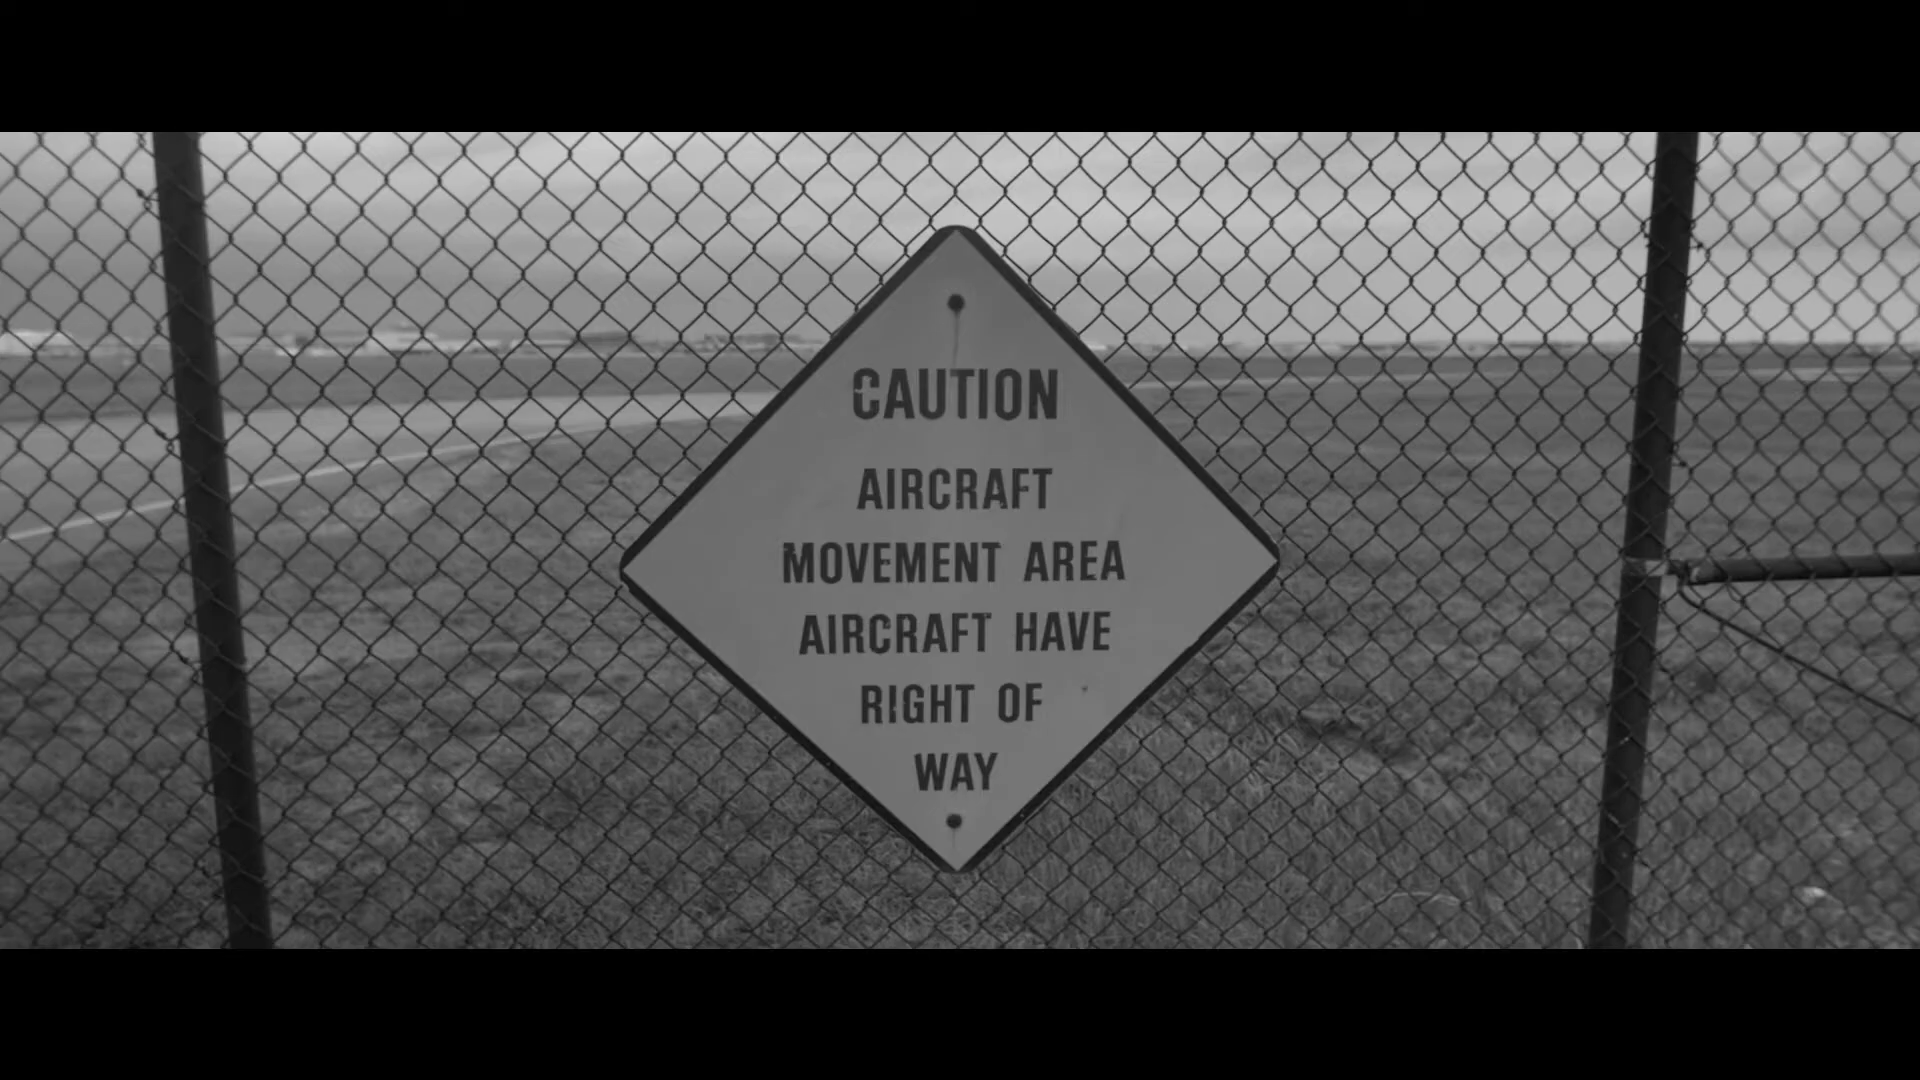 CAUTION
AIRCRAFT
MOVEMENT AREA
AIRCRAFT HAVE
RIGHT OF
WAY